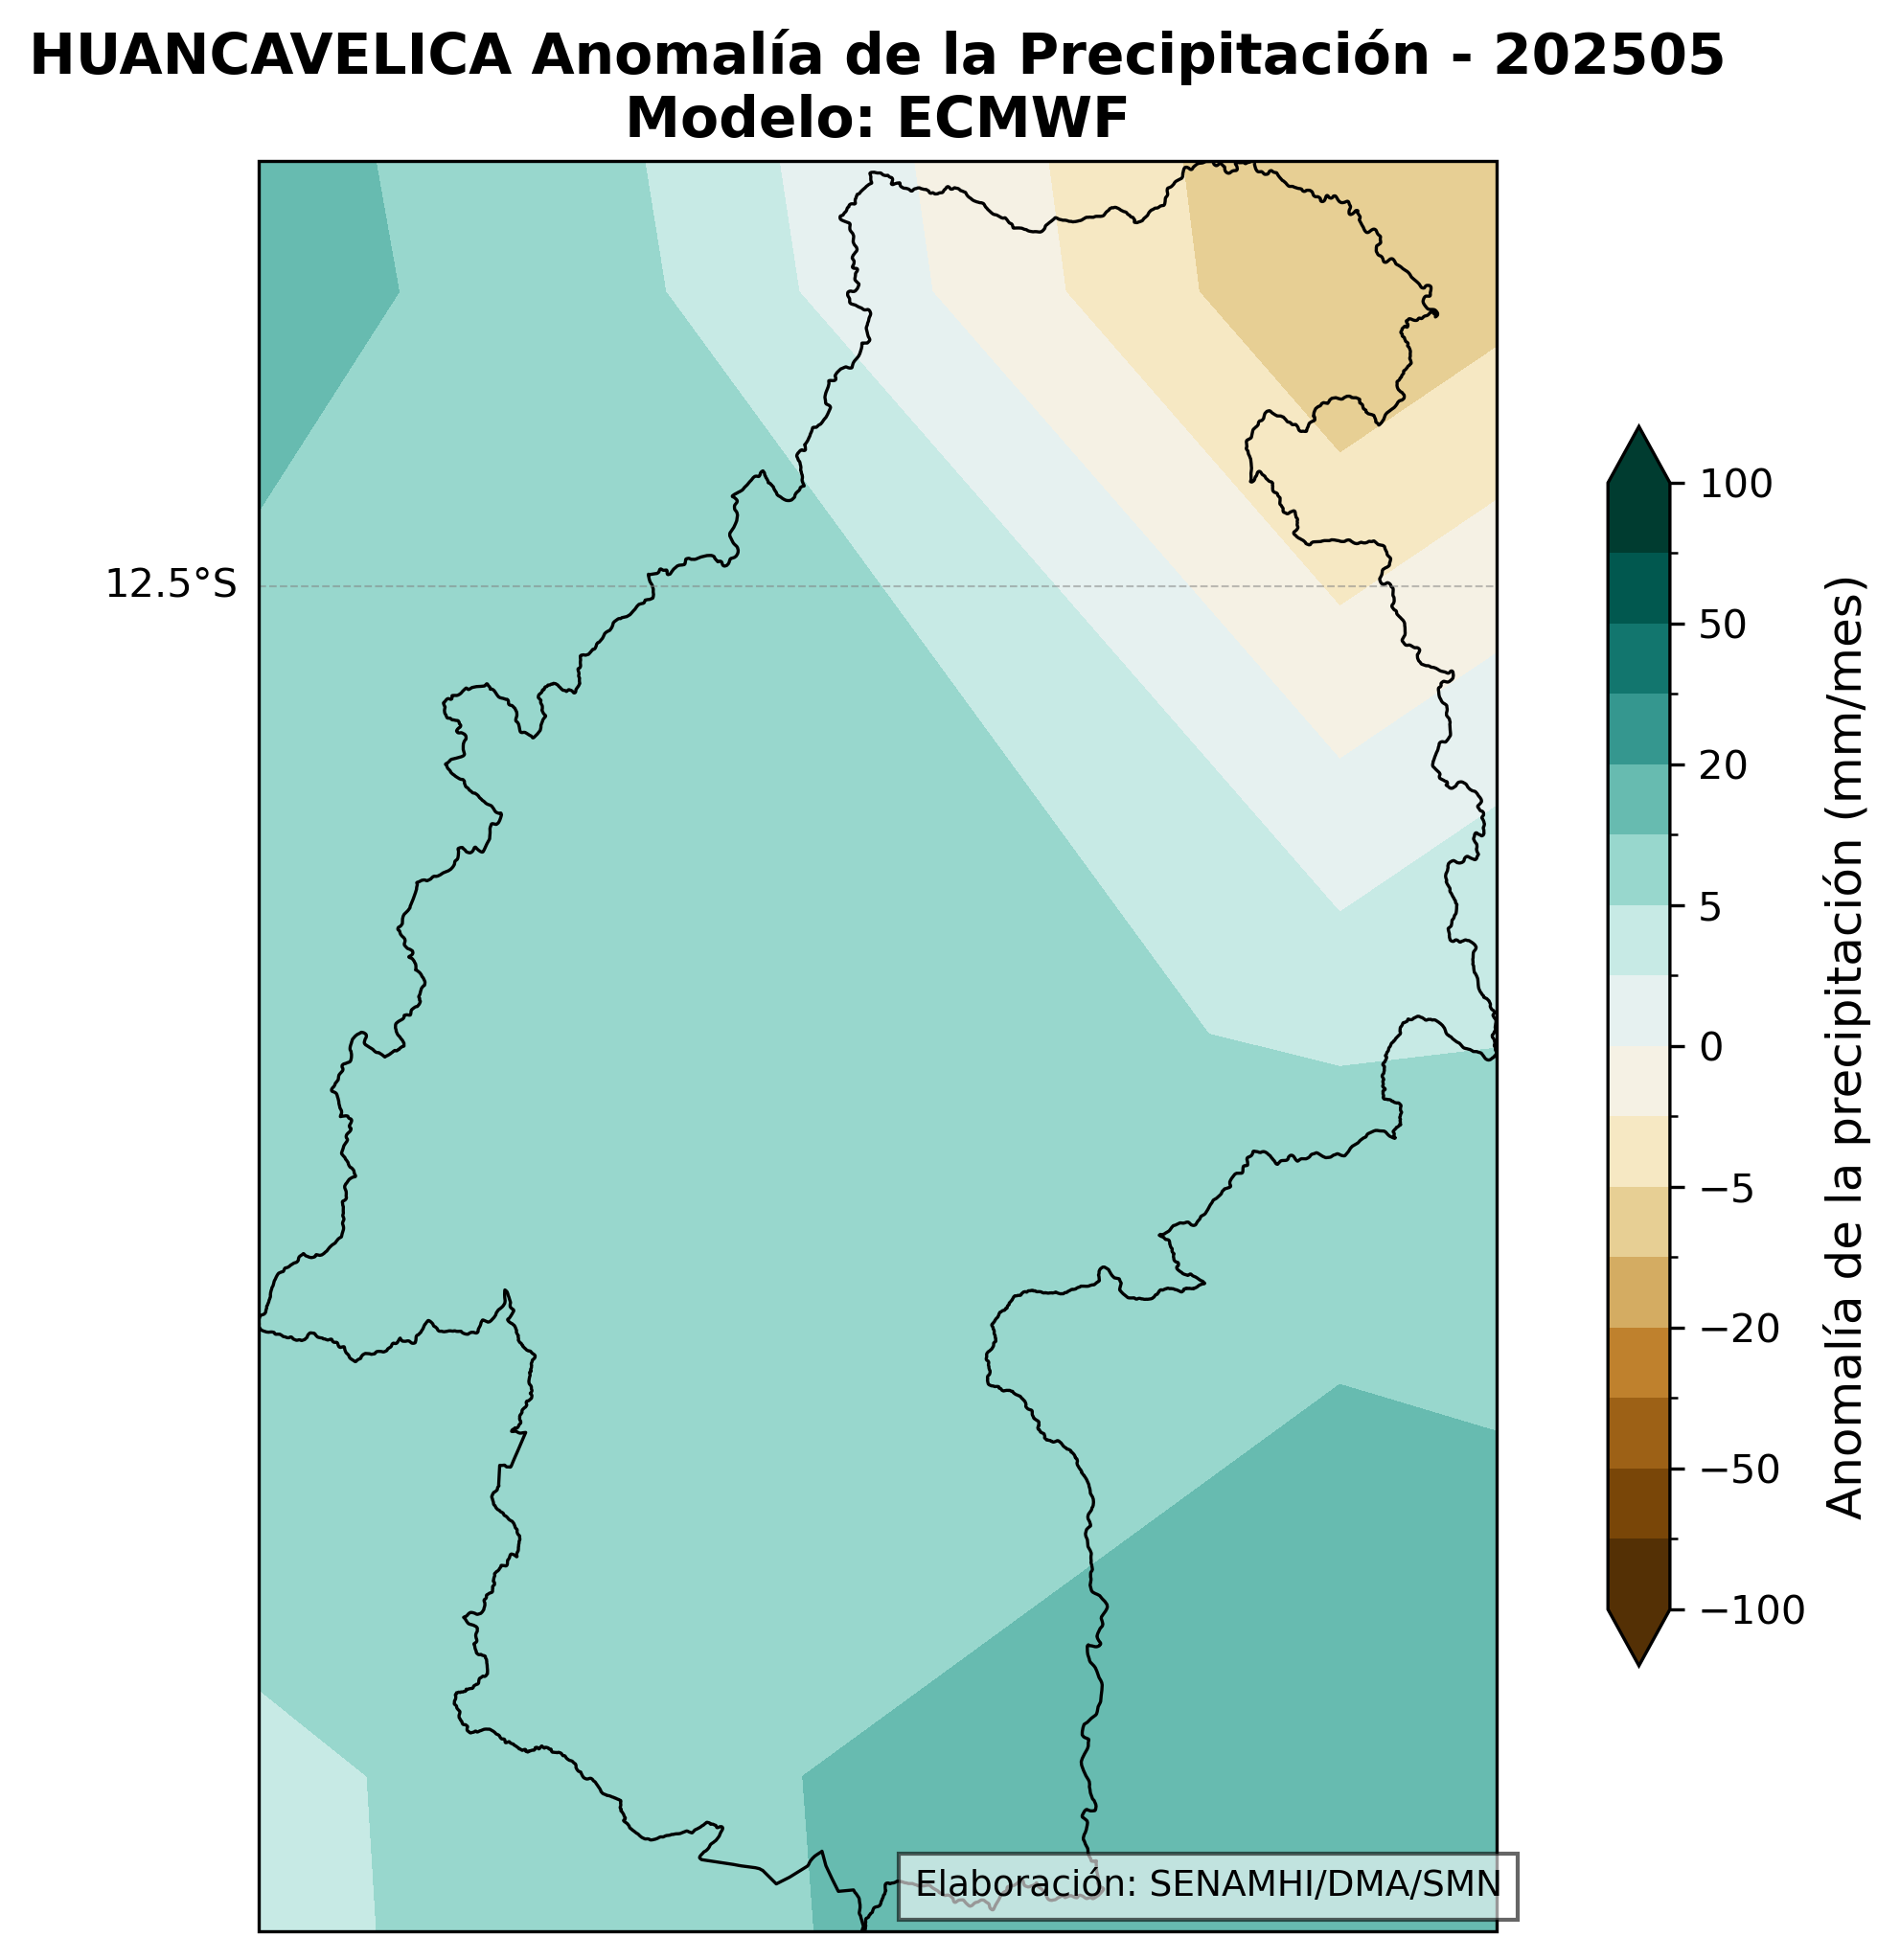 HUANCAVELICA Anomalía de la Precipitación - 202505
Modelo: ECMWF
12.5°S
100
50
20
5
0
−5
−20
−50
−100
Anomalía de la precipitación (mm/mes)
Elaboración: SENAMHI/DMA/SMN